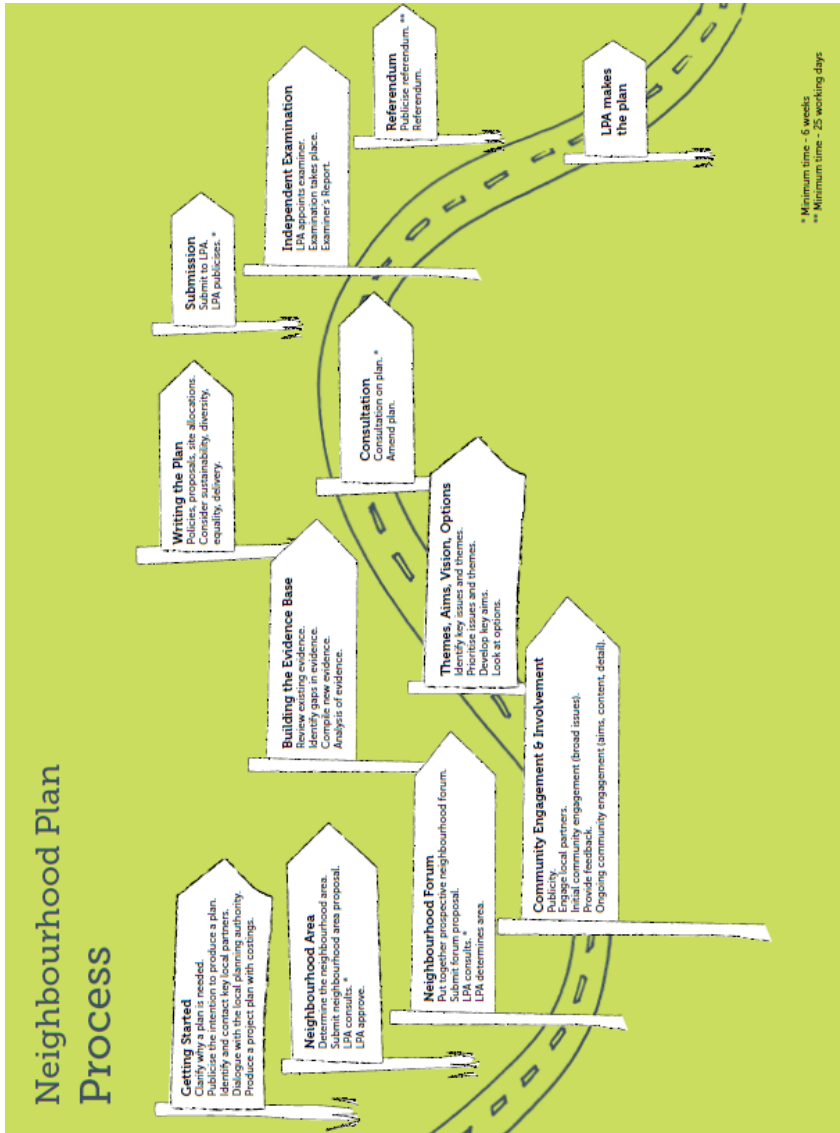 Neighbourhood Plan
Process
Getting Started
Clarify why a plan is needed.
Publicise the intention to produce a plan.
Identify and contact key local partners.
Dialogue with the local planning authority.
Produce a project plan with costings.
Neighbourhood Area
Determine the neighbourhood area.
Submit neighbourhood area proposal.
LPA consults. *
LPA approve.
Neighbourhood Forum
Put together prospective neighbourhood forum.
Submit forum proposal.
LPA consults. *
LPA determines area.
Community Engagement & Involvement
Publicity.
Engage local partners.
Initial community engagement (broad issues).
Provide feedback.
Ongoing community engagement (aims, content, detail).
Building the Evidence Base
Review existing evidence.
Identify gaps in evidence.
Compile new evidence.
Analysis of evidence.
Themes, Aims, Vision, Options
Identify key issues and themes.
Prioritise issues and themes.
Develop key aims.
Look at options.
Writing the Plan
Policies, proposals, site allocations.
Consider sustainability, diversity,
equality, delivery.
Consultation
Consultation on plan. *
Amend plan.
Submission
Submit to LPA.
LPA publicises. *
Independent Examination
LPA appoints examiner.
Examination takes place.
Examiner's Report.
Referendum
Publicise referendum. **
Referendum.
LPA makes
the plan
* Minimum time - 6 weeks
** Minimum time - 25 working days